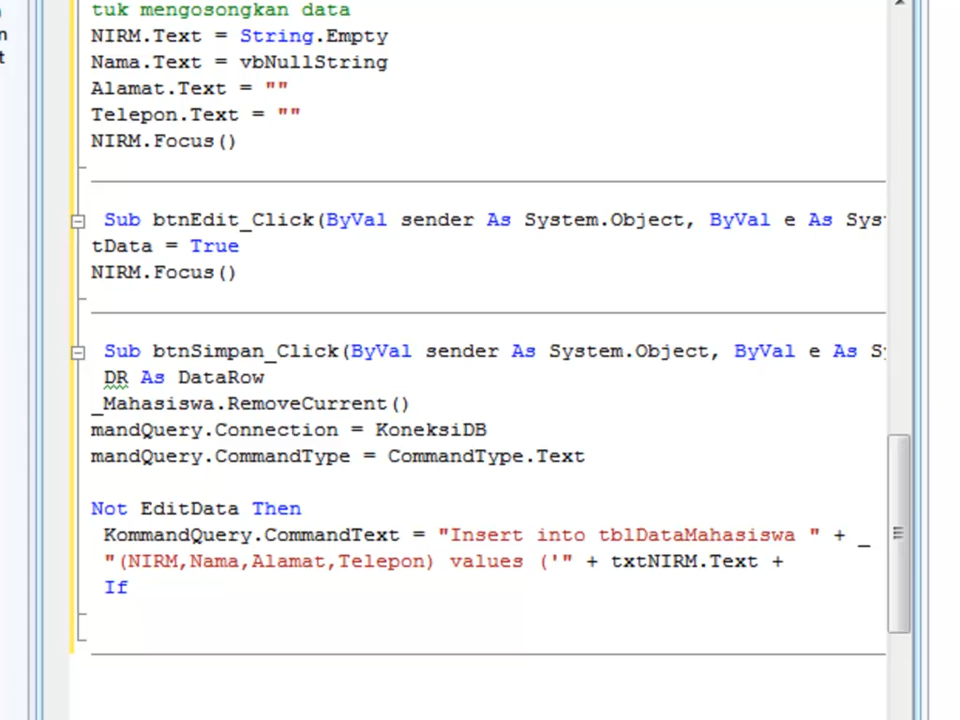 tuk mengosongkan data
NIRM.Text = String.Empty
Nama.Text = vbNullString
Alamat.Text = ""
Telepon.Text = ""
NIRM.Focus()
Sub btnEdit_Click(ByVal sender As System.Object, ByVal e As Sys
tData = True
NIRM.Focus()
Sub btnSimpan_Click(ByVal sender As System.Object, ByVal e As S
DR As DataRow
_Mahasiswa.RemoveCurrent()
mandQuery.Connection = KoneksiDB
mandQuery.CommandType = CommandType.Text
Not EditData Then
KommandQuery.CommandText = "Insert into tblDataMahasiswa " + _
"(NIRM,Nama,Alamat,Telepon) values ('" + txtNIRM.Text +
If